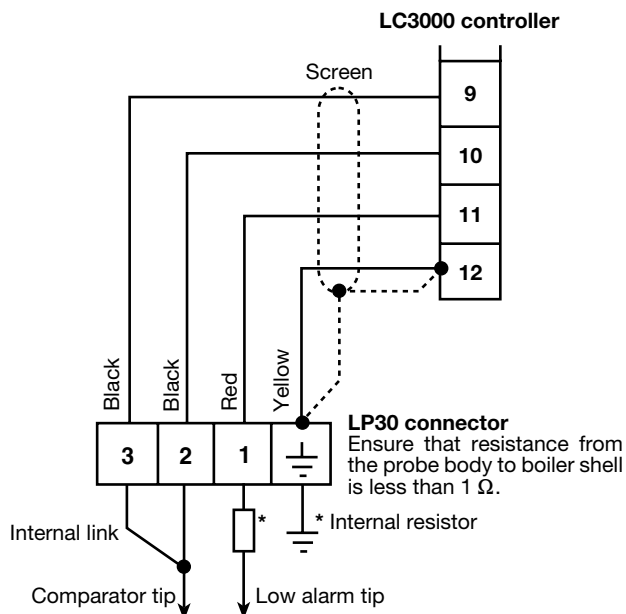 LC3000 controller
Screen
9
10
11
12
Black
Black
Red
Yellow
LP30 connector
Ensure that resistance from
the probe body to boiler shell
is less than 1 Ω.
3
2
1
*
* Internal resistor
Internal link
Comparator tip
Low alarm tip